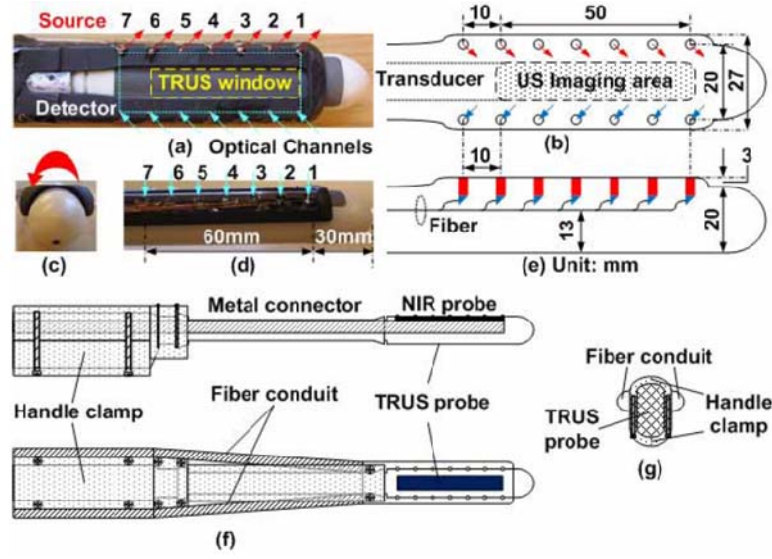 Source 7 6 5 4 3 2 1
TRUS window
Detector
(a) Optical Channels
10 50
Transducer US Imaging area 20 27
(b)
7 6 5 4 3 2 1
60mm 30mm
(c) (d)
10 3
Fiber 13 20
(e) Unit: mm
Metal connector NIR probe
Handle clamp
Fiber conduit
TRUS probe
(f)
Fiber conduit
TRUS probe
Handle clamp
(g)